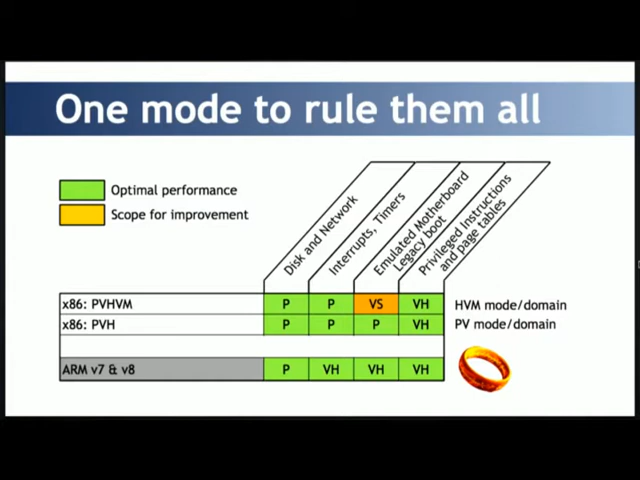 One mode to rule them all
Optimal performance
Scope for improvement
Disk and Network
Interrupts, Timers
Emulated Motherboard
Legacy boot
Privileged Instructions
and page tables
x86: PVHVM P P VS VH HVM mode/domain
x86: PVH P P P VH PV mode/domain
ARM v7 & v8 P VH VH VH